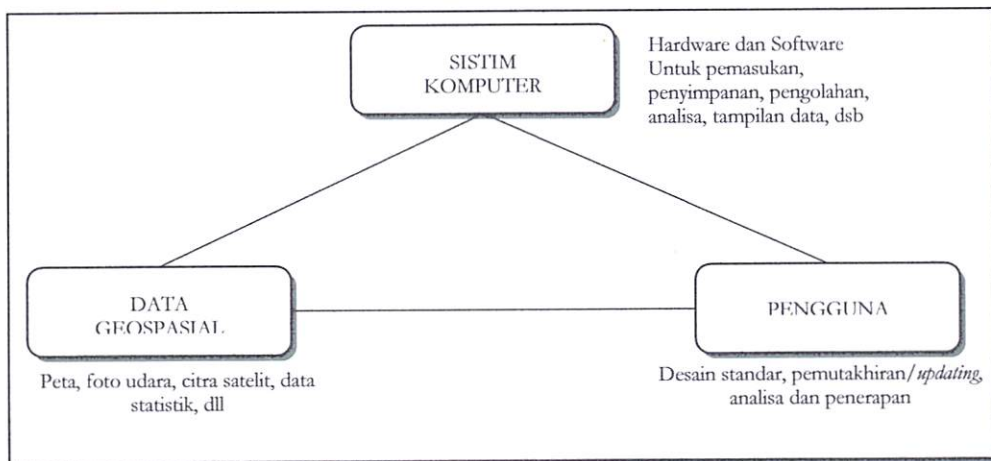 SISTIM
KOMPUTER
Hardware dan Software
Untuk pemasukan,
penyimpanan, pengolahan,
analisa, tampilan data, dsb
DATA
GEOSPASIAL
Peta, foto udara, citra satelit, data
statistik, dll
PENGGUNA
Desain standar, pemutakhiran/updating,
analisa dan penerapan